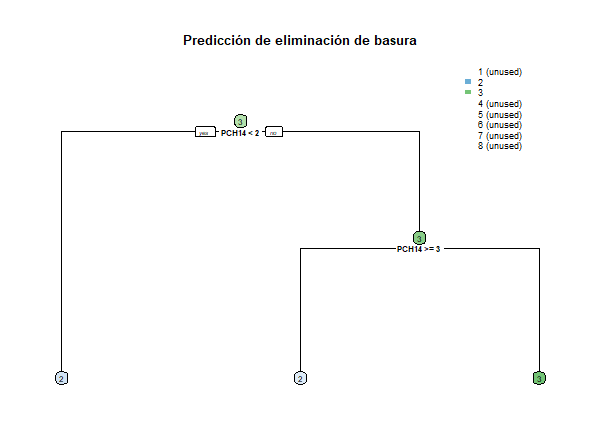 Predicción de eliminación de basura
1 (unused)
2
3
4 (unused)
5 (unused)
6 (unused)
7 (unused)
8 (unused)
3
yes PCH14 < 2 no
3
PCH14 >= 3
2 2 3